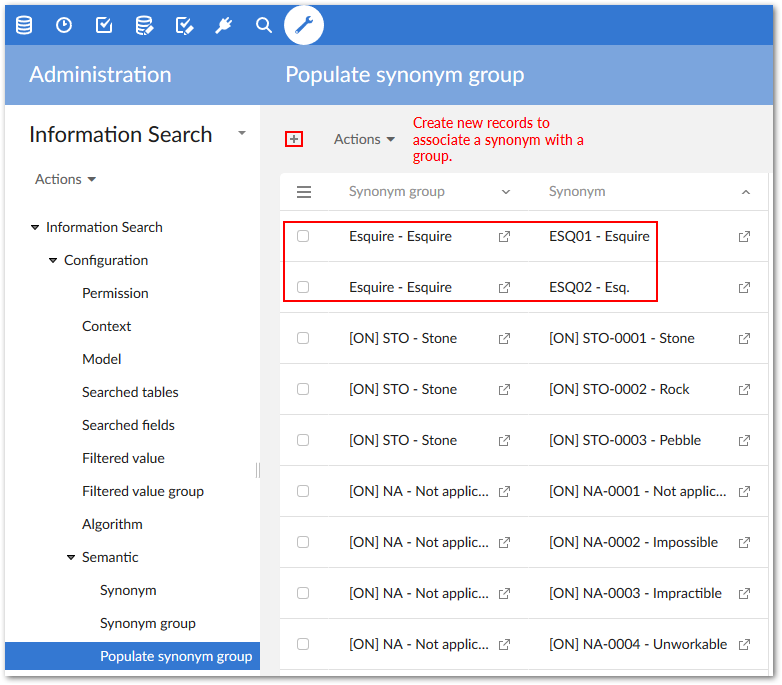 Administration
Populate synonym group
Information Search
Actions
Create new records to
associate a synonym with a
group.
Actions
Synonym group
Synonym
Information Search
Configuration
Permission
Context
Model
Searched tables
Searched fields
Filtered value
Filtered value group
Algorithm
Semantic
Synonym
Synonym group
Populate synonym group
Esquire - Esquire
ESQ01 - Esquire
Esquire - Esquire
ESQ02 - Esq.
[ON] STO - Stone
[ON] STO-0001 - Stone
[ON] STO - Stone
[ON] STO-0002 - Rock
[ON] STO - Stone
[ON] STO-0003 - Pebble
[ON] NA - Not applic...
[ON] NA-0001 - Not applic...
[ON] NA - Not applic...
[ON] NA-0002 - Impossible
[ON] NA - Not applic...
[ON] NA-0003 - Impractible
[ON] NA - Not applic...
[ON] NA-0004 - Unworkable